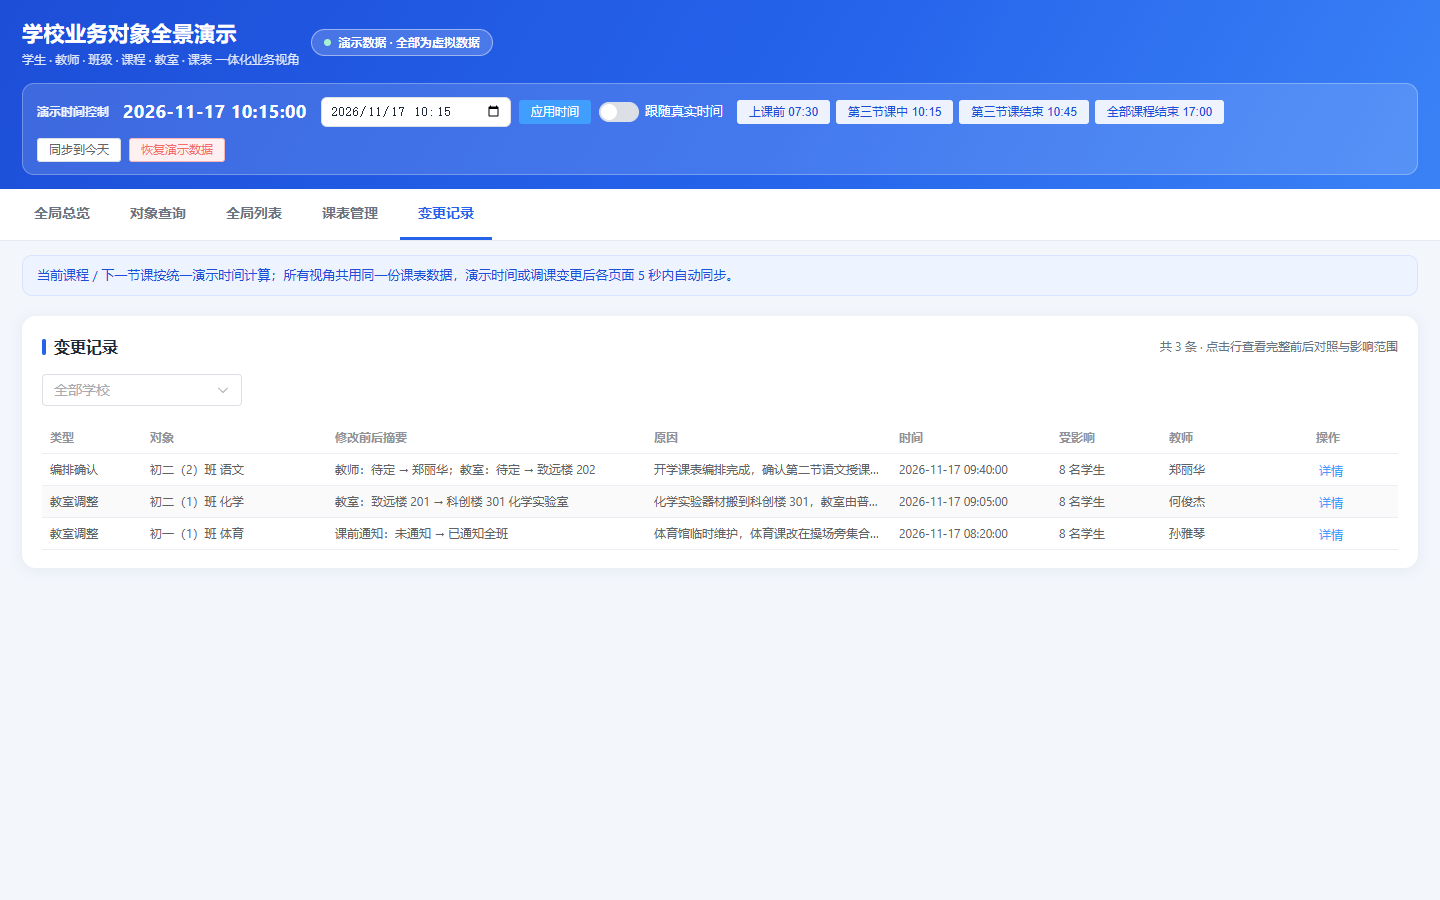 学校业务对象全景演示
学生 · 教师 · 班级 · 课程 · 教室 · 课表 一体化业务视角
演示数据 · 全部为虚拟数据
演示时间控制 2026-11-17 10:15:00 2026/11/17 10:15 应用时间 跟随真实时间 上课前 07:30 第三节课中 10:15 第三节课结束 10:45 全部课程结束 17:00
同步到今天 恢复演示数据
全局总览 对象查询 全局列表 课表管理 变更记录
当前课程 / 下一节课按统一演示时间计算；所有视角共用同一份课表数据，演示时间或调课变更后各页面 5 秒内自动同步。
变更记录 共 3 条 · 点击行查看完整前后对照与影响范围
全部学校
类型 对象 修改前后摘要 原因 时间 受影响 教师 操作
编排确认 初二（2）班 语文 教师：待定 → 郑丽华；教室：待定 → 致远楼 202 开学课表编排完成，确认第二节语文授课... 2026-11-17 09:40:00 8 名学生 郑丽华 详情
教室调整 初二（1）班 化学 教室：致远楼 201 → 科创楼 301 化学实验室 化学实验器材搬到科创楼 301，教室由普... 2026-11-17 09:05:00 8 名学生 何俊杰 详情
教室调整 初一（1）班 体育 课前通知：未通知 → 已通知全班 体育馆临时维护，体育课改在操场旁集合... 2026-11-17 08:20:00 8 名学生 孙雅琴 详情